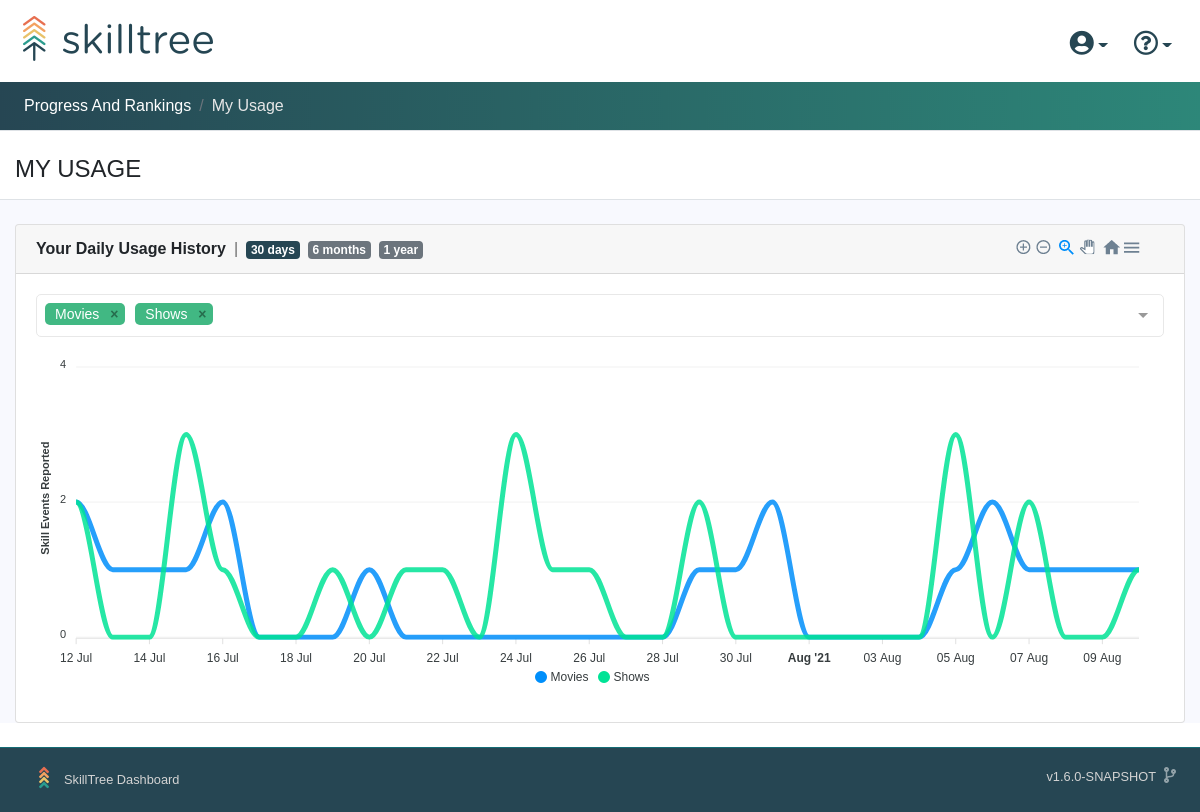 skilltree
Progress And Rankings / My Usage
MY USAGE
Your Daily Usage History | 30 days 6 months 1 year
Movies × Shows ×
4
2
0
Skill Events Reported
12 Jul 14 Jul 16 Jul 18 Jul 20 Jul 22 Jul 24 Jul 26 Jul 28 Jul 30 Jul Aug '21 03 Aug 05 Aug 07 Aug 09 Aug
Movies Shows
SkillTree Dashboard v1.6.0-SNAPSHOT